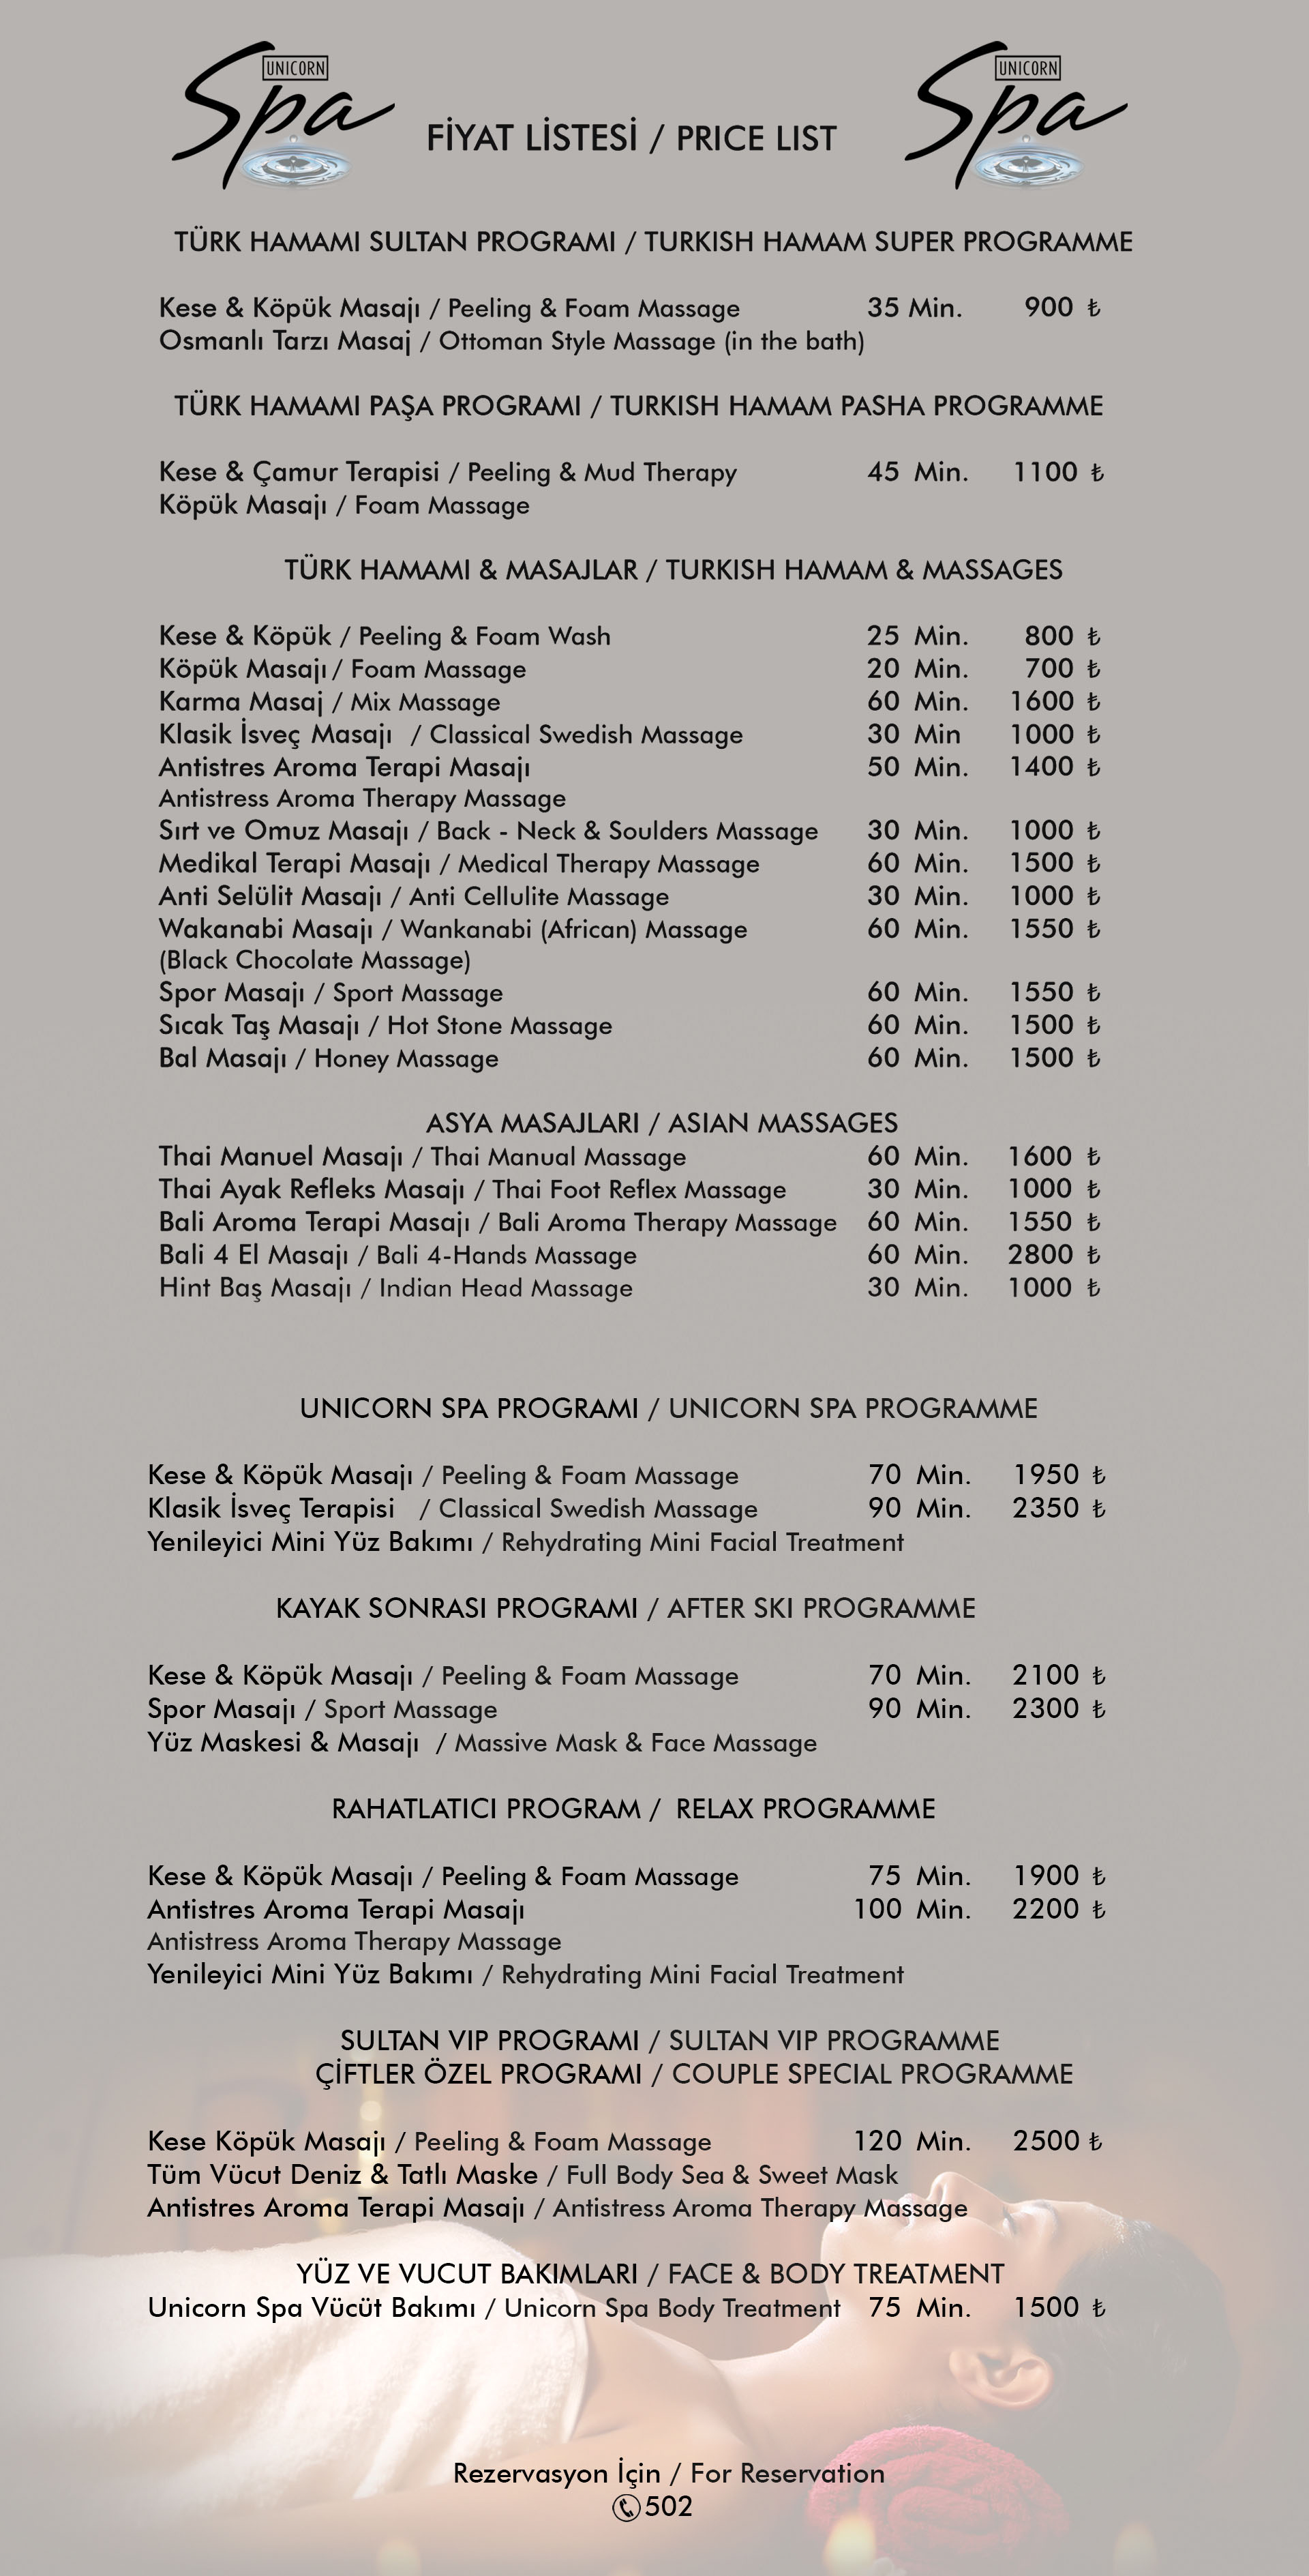 UNICORN
Spa
FİYAT LİSTESİ / PRICE LIST
UNICORN
Spa
TÜRK HAMAMI SULTAN PROGRAMI / TURKISH HAMAM SUPER PROGRAMME
Kese & Köpük Masajı / Peeling & Foam Massage 35 Min. 900 ₺
Osmanlı Tarzı Masaj / Ottoman Style Massage (in the bath)
TÜRK HAMAMI PAŞA PROGRAMI / TURKISH HAMAM PASHA PROGRAMME
Kese & Çamur Terapisi / Peeling & Mud Therapy 45 Min. 1100 ₺
Köpük Masajı / Foam Massage
TÜRK HAMAMI & MASAJLAR / TURKISH HAMAM & MASSAGES
Kese & Köpük / Peeling & Foam Wash 25 Min. 800 ₺
Köpük Masajı / Foam Massage 20 Min. 700 ₺
Karma Masaj / Mix Massage 60 Min. 1600 ₺
Klasik İsveç Masajı / Classical Swedish Massage 30 Min 1000 ₺
Antistres Aroma Terapi Masajı 50 Min. 1400 ₺
Antistress Aroma Therapy Massage
Sırt ve Omuz Masajı / Back - Neck & Soulders Massage 30 Min. 1000 ₺
Medikal Terapi Masajı / Medical Therapy Massage 60 Min. 1500 ₺
Anti Selülit Masajı / Anti Cellulite Massage 30 Min. 1000 ₺
Wakanabi Masajı / Wankanabi (African) Massage 60 Min. 1550 ₺
(Black Chocolate Massage)
Spor Masajı / Sport Massage 60 Min. 1550 ₺
Sıcak Taş Masajı / Hot Stone Massage 60 Min. 1500 ₺
Bal Masajı / Honey Massage 60 Min. 1500 ₺
ASYA MASAJLARI / ASIAN MASSAGES
Thai Manuel Masajı / Thai Manual Massage 60 Min. 1600 ₺
Thai Ayak Refleks Masajı / Thai Foot Reflex Massage 30 Min. 1000 ₺
Bali Aroma Terapi Masajı / Bali Aroma Therapy Massage 60 Min. 1550 ₺
Bali 4 El Masajı / Bali 4-Hands Massage 60 Min. 2800 ₺
Hint Baş Masajı / Indian Head Massage 30 Min. 1000 ₺
UNICORN SPA PROGRAMI / UNICORN SPA PROGRAMME
Kese & Köpük Masajı / Peeling & Foam Massage 70 Min. 1950 ₺
Klasik İsveç Terapisi / Classical Swedish Massage 90 Min. 2350 ₺
Yenileyici Mini Yüz Bakımı / Rehydrating Mini Facial Treatment
KAYAK SONRASI PROGRAMI / AFTER SKI PROGRAMME
Kese & Köpük Masajı / Peeling & Foam Massage 70 Min. 2100 ₺
Spor Masajı / Sport Massage 90 Min. 2300 ₺
Yüz Maskesi & Masajı / Massive Mask & Face Massage
RAHATLATICI PROGRAM / RELAX PROGRAMME
Kese & Köpük Masajı / Peeling & Foam Massage 75 Min. 1900 ₺
Antistres Aroma Terapi Masajı 100 Min. 2200 ₺
Antistress Aroma Therapy Massage
Yenileyici Mini Yüz Bakımı / Rehydrating Mini Facial Treatment
SULTAN VIP PROGRAMI / SULTAN VIP PROGRAMME
ÇİFTLER ÖZEL PROGRAMI / COUPLE SPECIAL PROGRAMME
Kese Köpük Masajı / Peeling & Foam Massage 120 Min. 2500 ₺
Tüm Vücut Deniz & Tatlı Maske / Full Body Sea & Sweet Mask
Antistres Aroma Terapi Masajı / Antistress Aroma Therapy Massage
YÜZ VE VUCUT BAKIMLARI / FACE & BODY TREATMENT
Unicorn Spa Vücüt Bakımı / Unicorn Spa Body Treatment 75 Min. 1500 ₺
Rezervasyon İçin / For Reservation
502